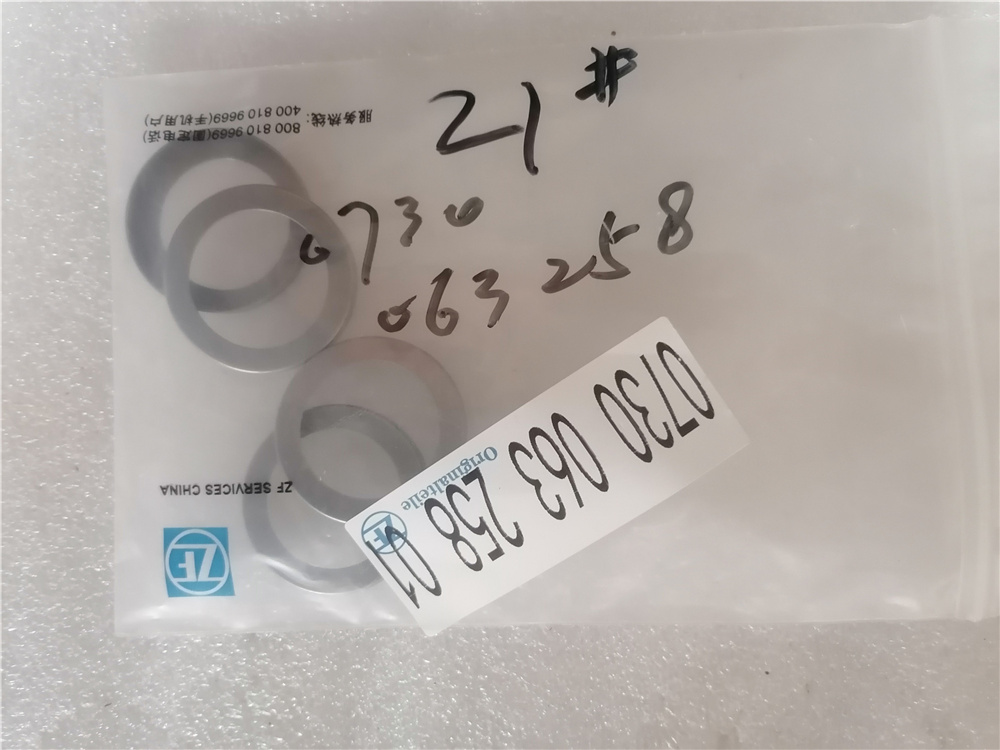 21#
0730
063 258
服务热线:
800 810 9669(固定电话)
400 810 9669(手机用户)
0730 063 258 01
Originalteile
ZF
ZF SERVICES CHINA
ZF